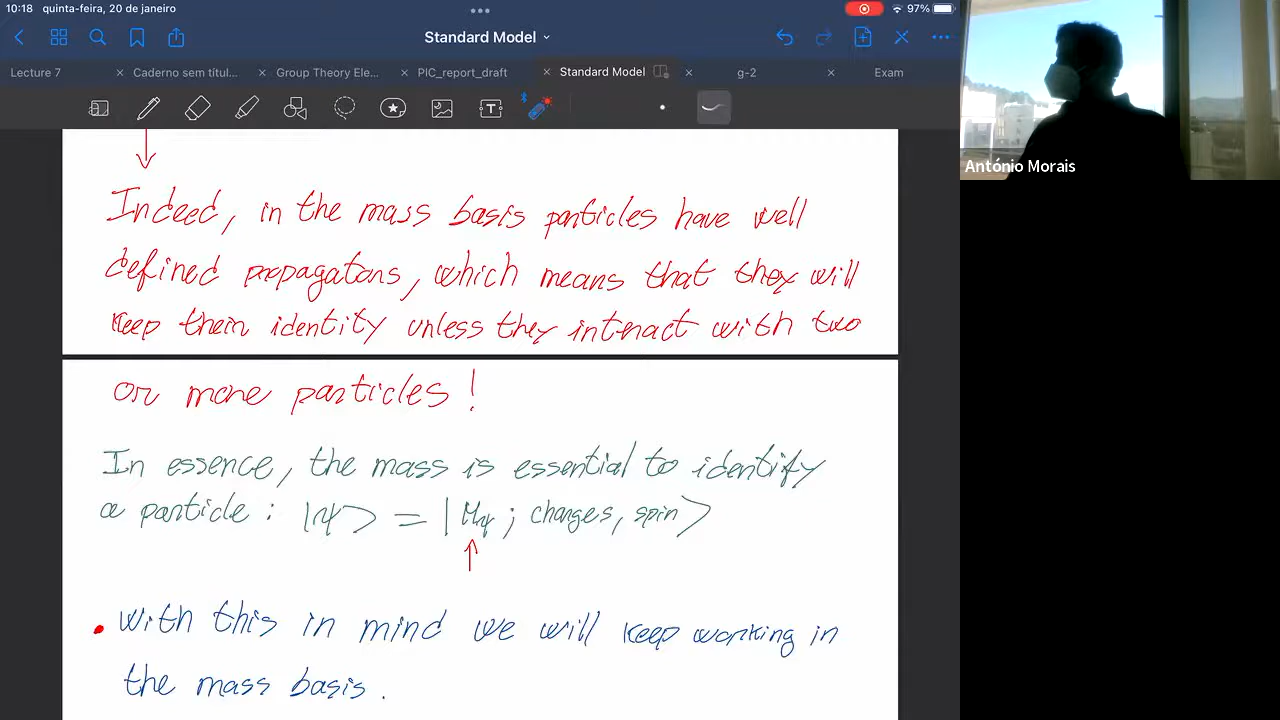 10:18 quinta-feira, 20 de janeiro
97%
Standard Model
Lecture 7
Caderno sem títul...
Group Theory Ele...
PIC_report_draft
Standard Model
g-2
Exam
António Morais
Indeed, in the mass basis particles have well
defined propagators, which means that they will
keep their identity unless they interact with two
or more particles!
In essence, the mass is essential to identify
a particle: |ψ> = |Mψ; charges, spin>
• With this in mind we will keep working in
the mass basis.